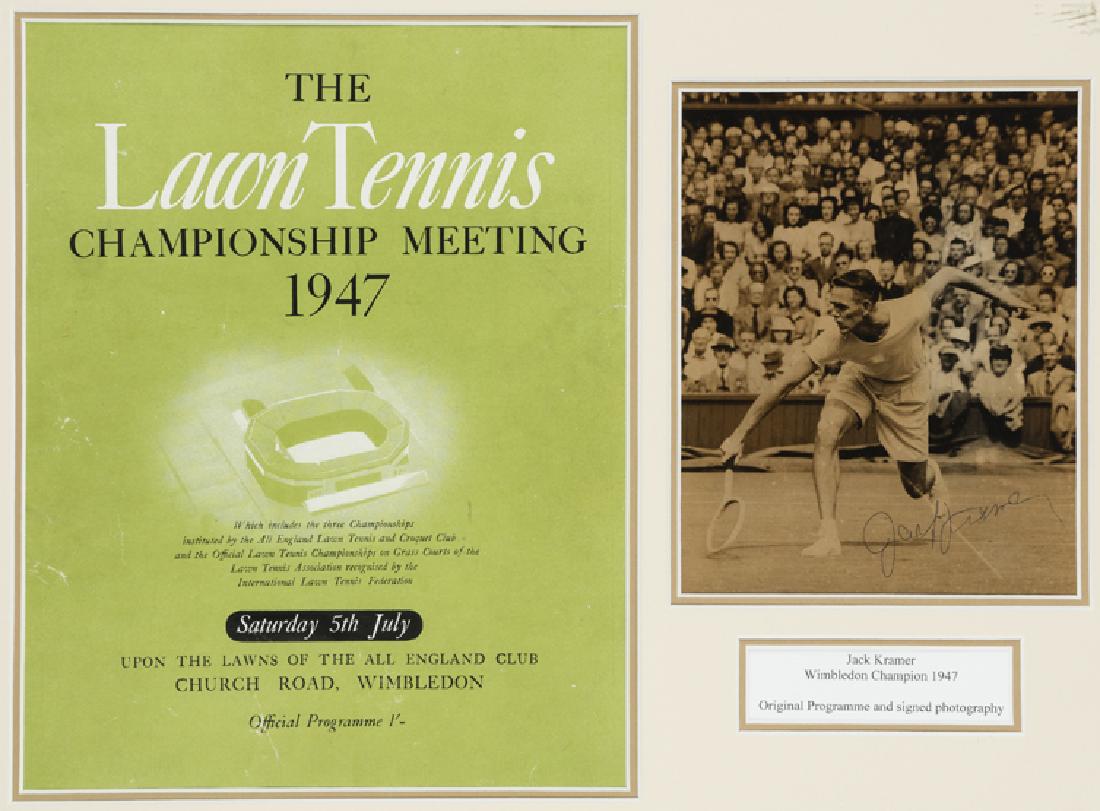 THE
Lawn Tennis
CHAMPIONSHIP MEETING
1947
Which includes the three Championships
instituted by the All England Lawn Tennis and Croquet Club
and the Official Lawn Tennis Championships on Grass Courts of the
Lawn Tennis Association recognised by the
International Lawn Tennis Federation
Saturday 5th July
UPON THE LAWNS OF THE ALL ENGLAND CLUB
CHURCH ROAD, WIMBLEDON
Official Programme 1'-
Jack Kramer
Jack Kramer
Wimbledon Champion 1947
Original Programme and signed photography